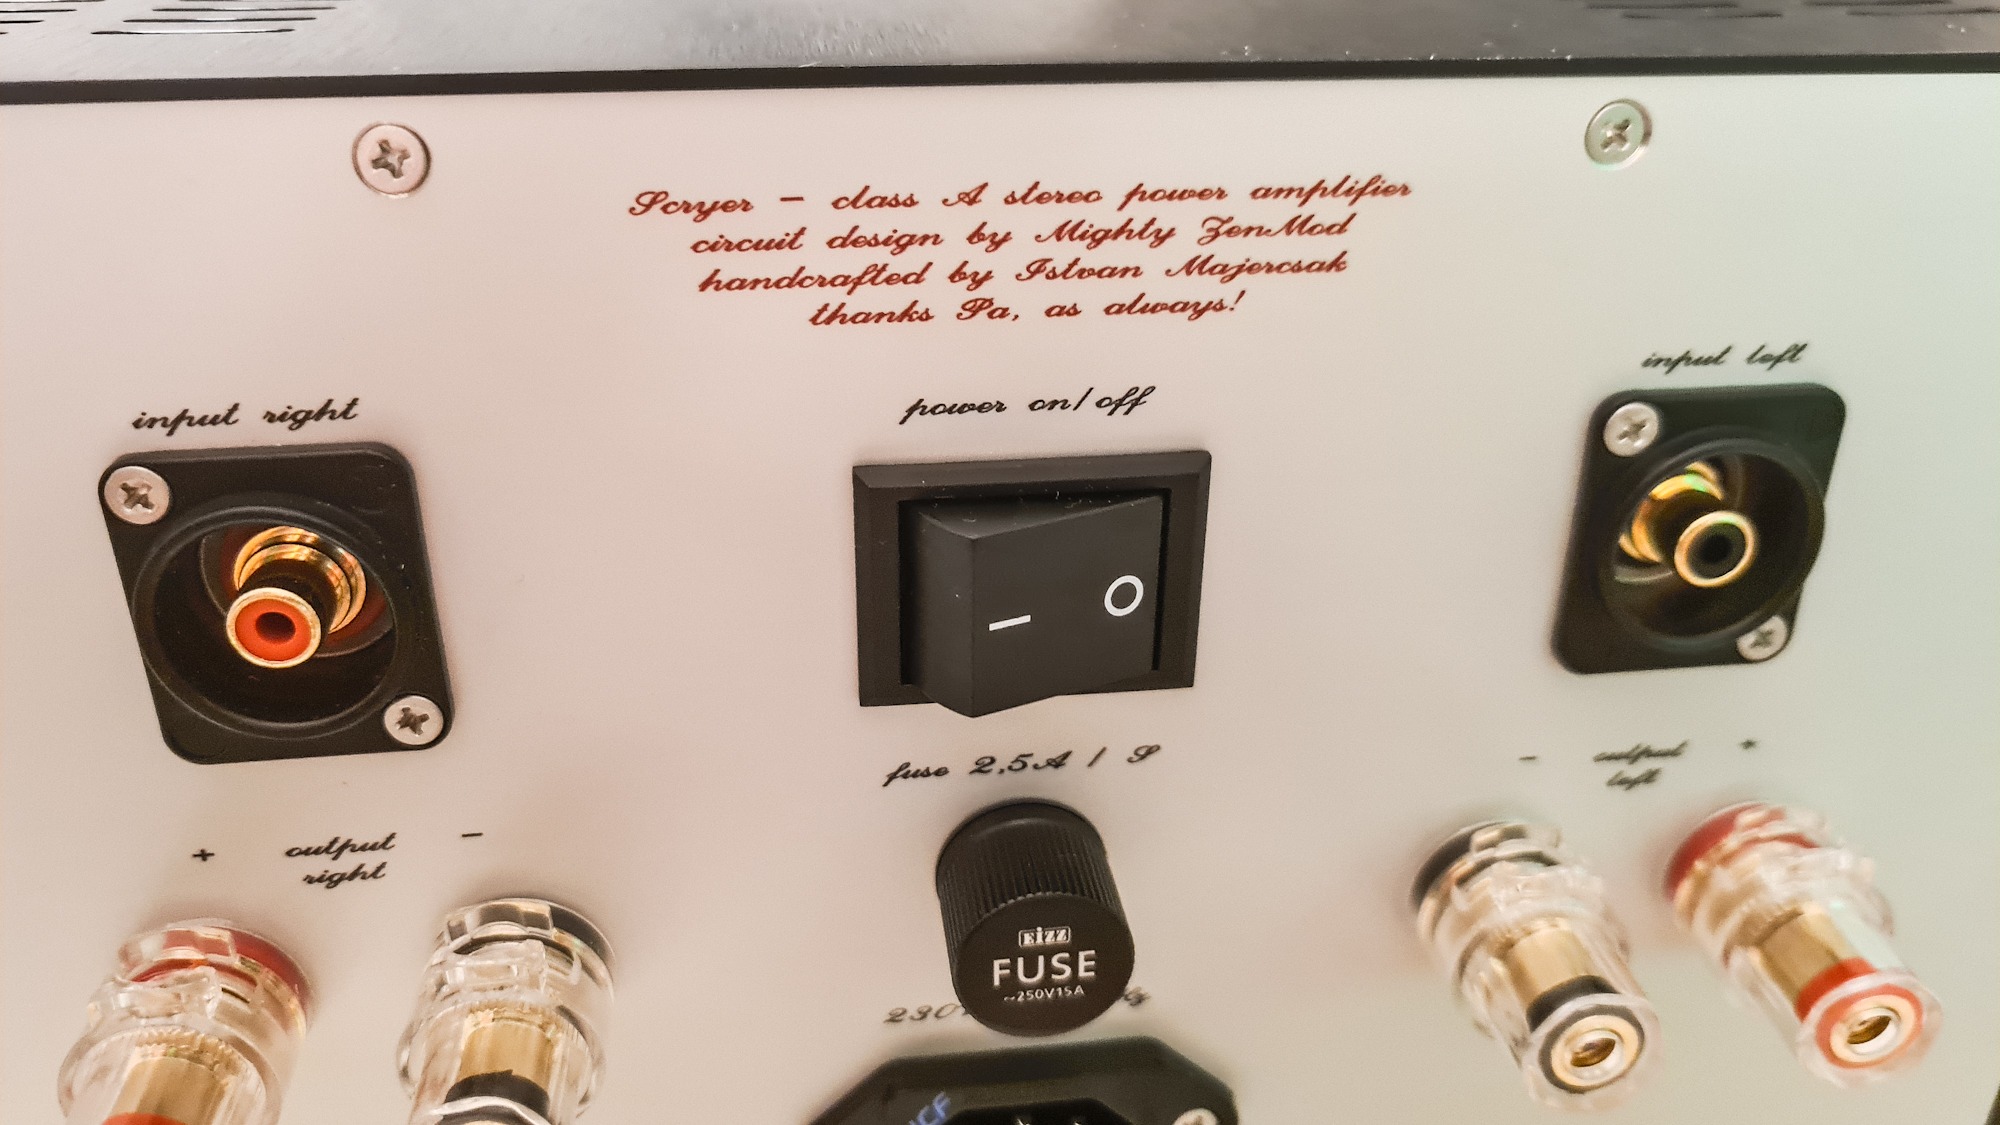 Scryer – class A stereo power amplifier
circuit design by Mighty ZenMod
handcrafted by Istvan Majercsak
thanks Pa, as always!
input right
power on/off
input left
– O
fuse 2,5A / S
+ output –
right
– output +
left
EIZZ
FUSE
~250V15A
230